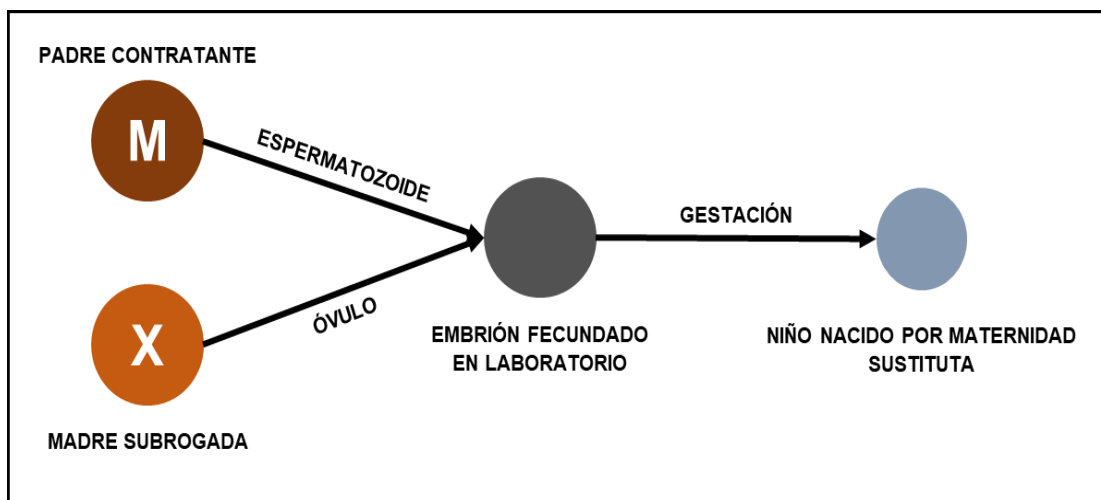 PADRE CONTRATANTE
M
ESPERMATOZOIDE
GESTACIÓN
X
ÓVULO
EMBRIÓN FECUNDADO
EN LABORATORIO
NIÑO NACIDO POR MATERNIDAD
SUSTITUTA
MADRE SUBROGADA